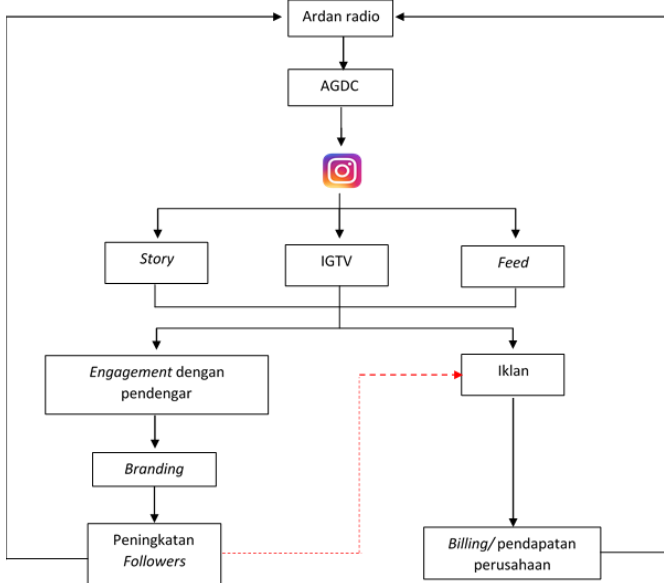 Ardan radio
AGDC
Story
IGTV
Feed
Engagement dengan
pendengar
Iklan
Branding
Peningkatan
Followers
Billing/ pendapatan
perusahaan